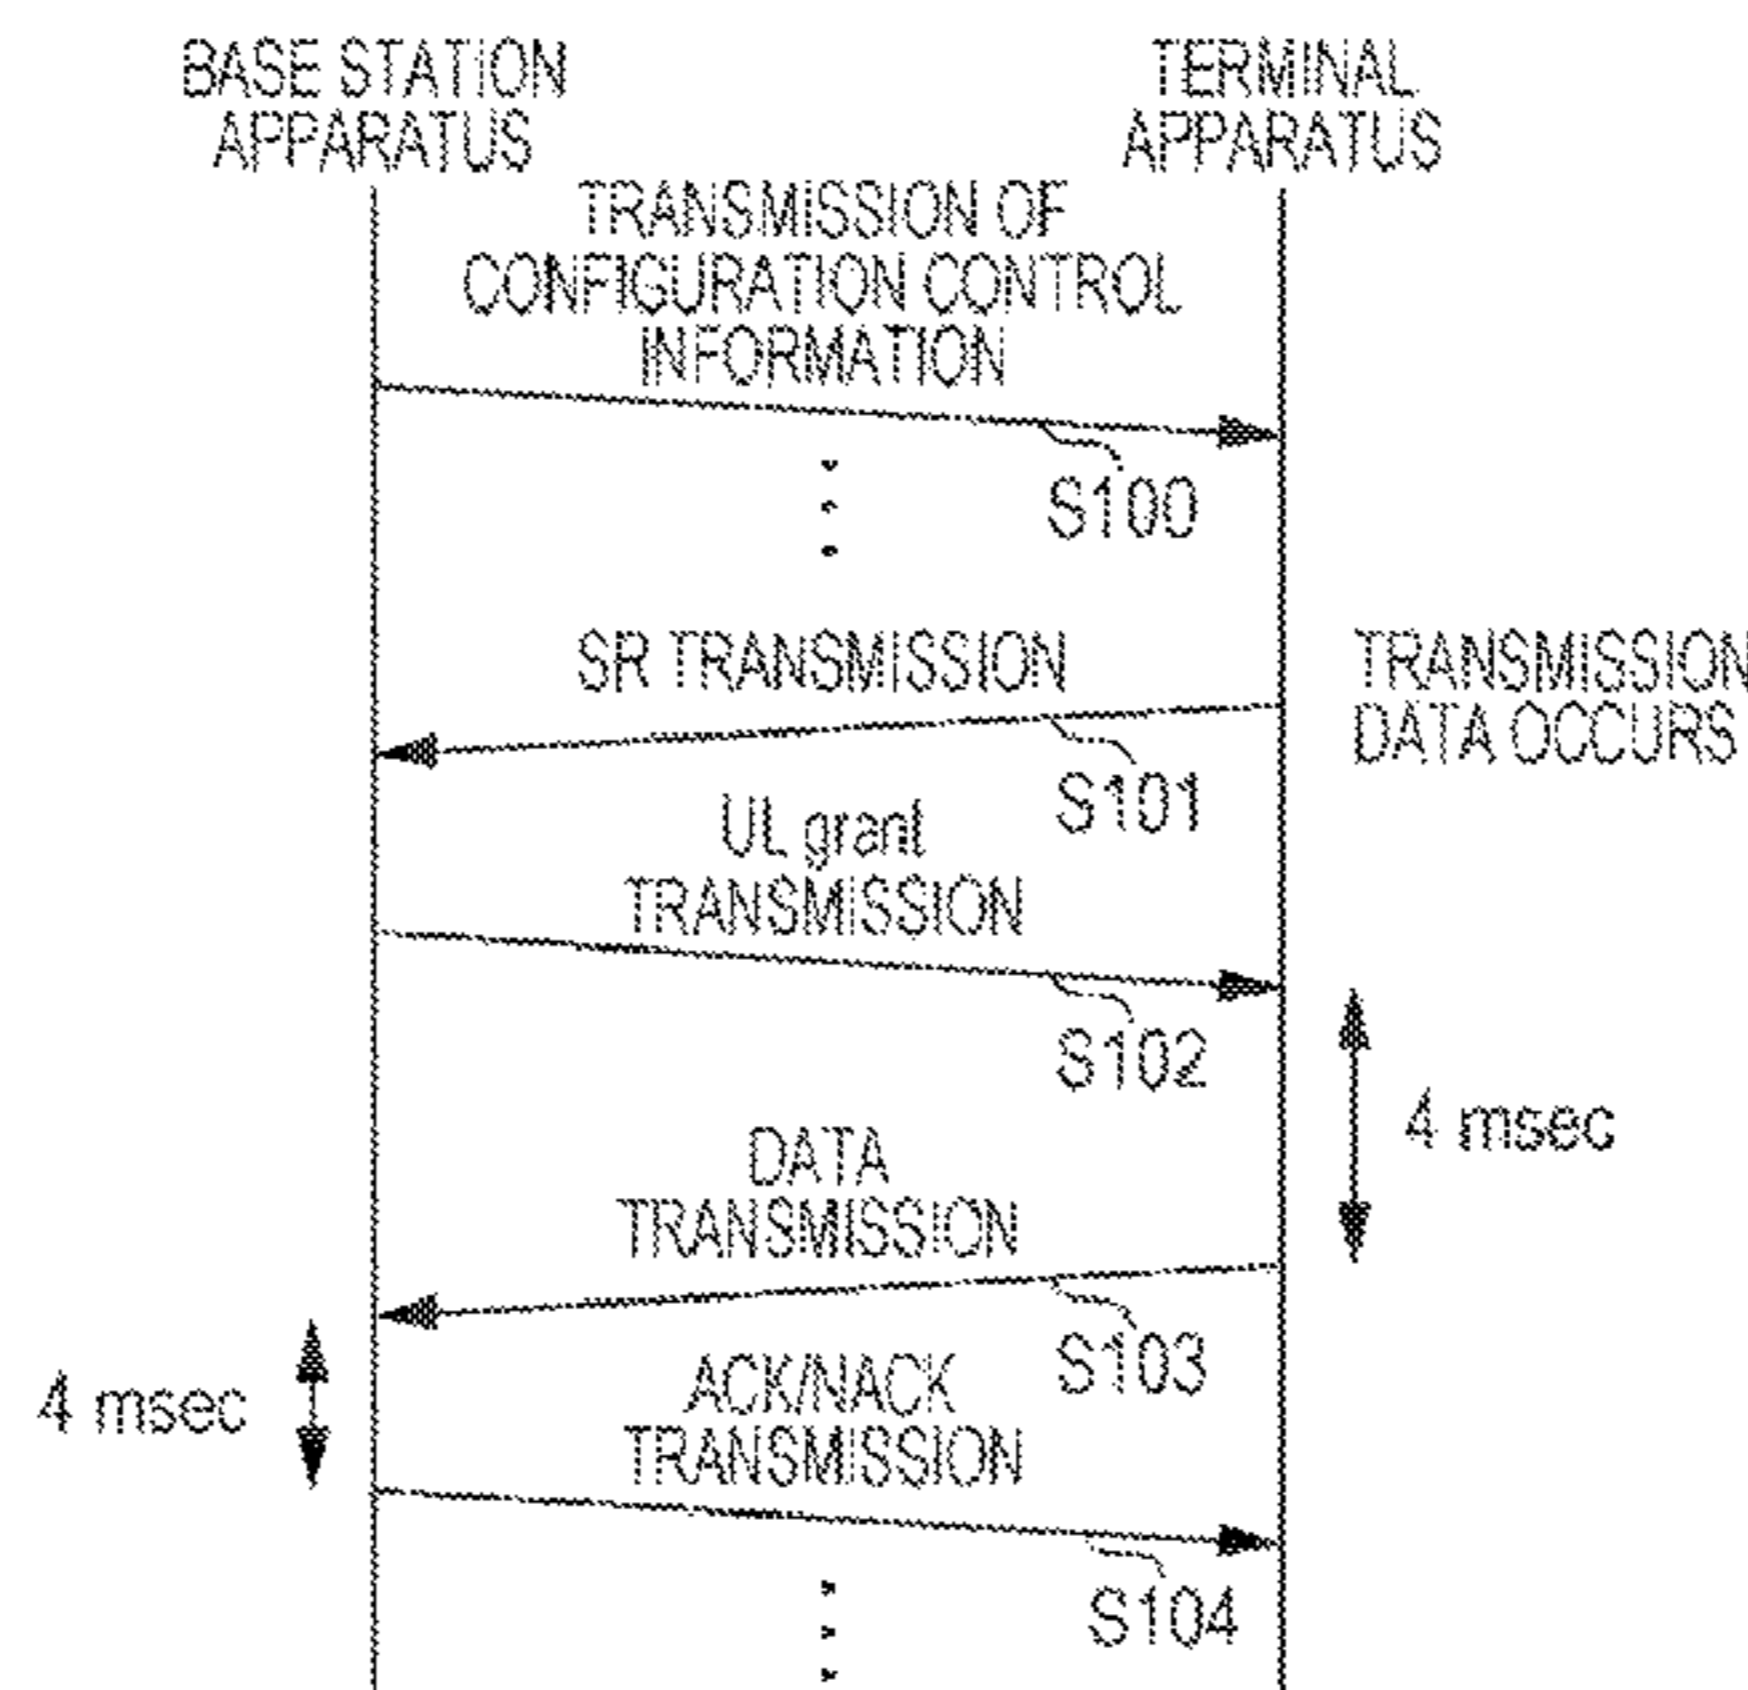 BASE STATION
APPARATUS
TERMINAL
APPARATUS
TRANSMISSION OF
CONFIGURATION CONTROL
INFORMATION
S100
SR TRANSMISSION
TRANSMISSION
DATA OCCURS
S101
UL grant
TRANSMISSION
S102
4 msec
DATA
TRANSMISSION
S103
4 msec
ACK/NACK
TRANSMISSION
S104